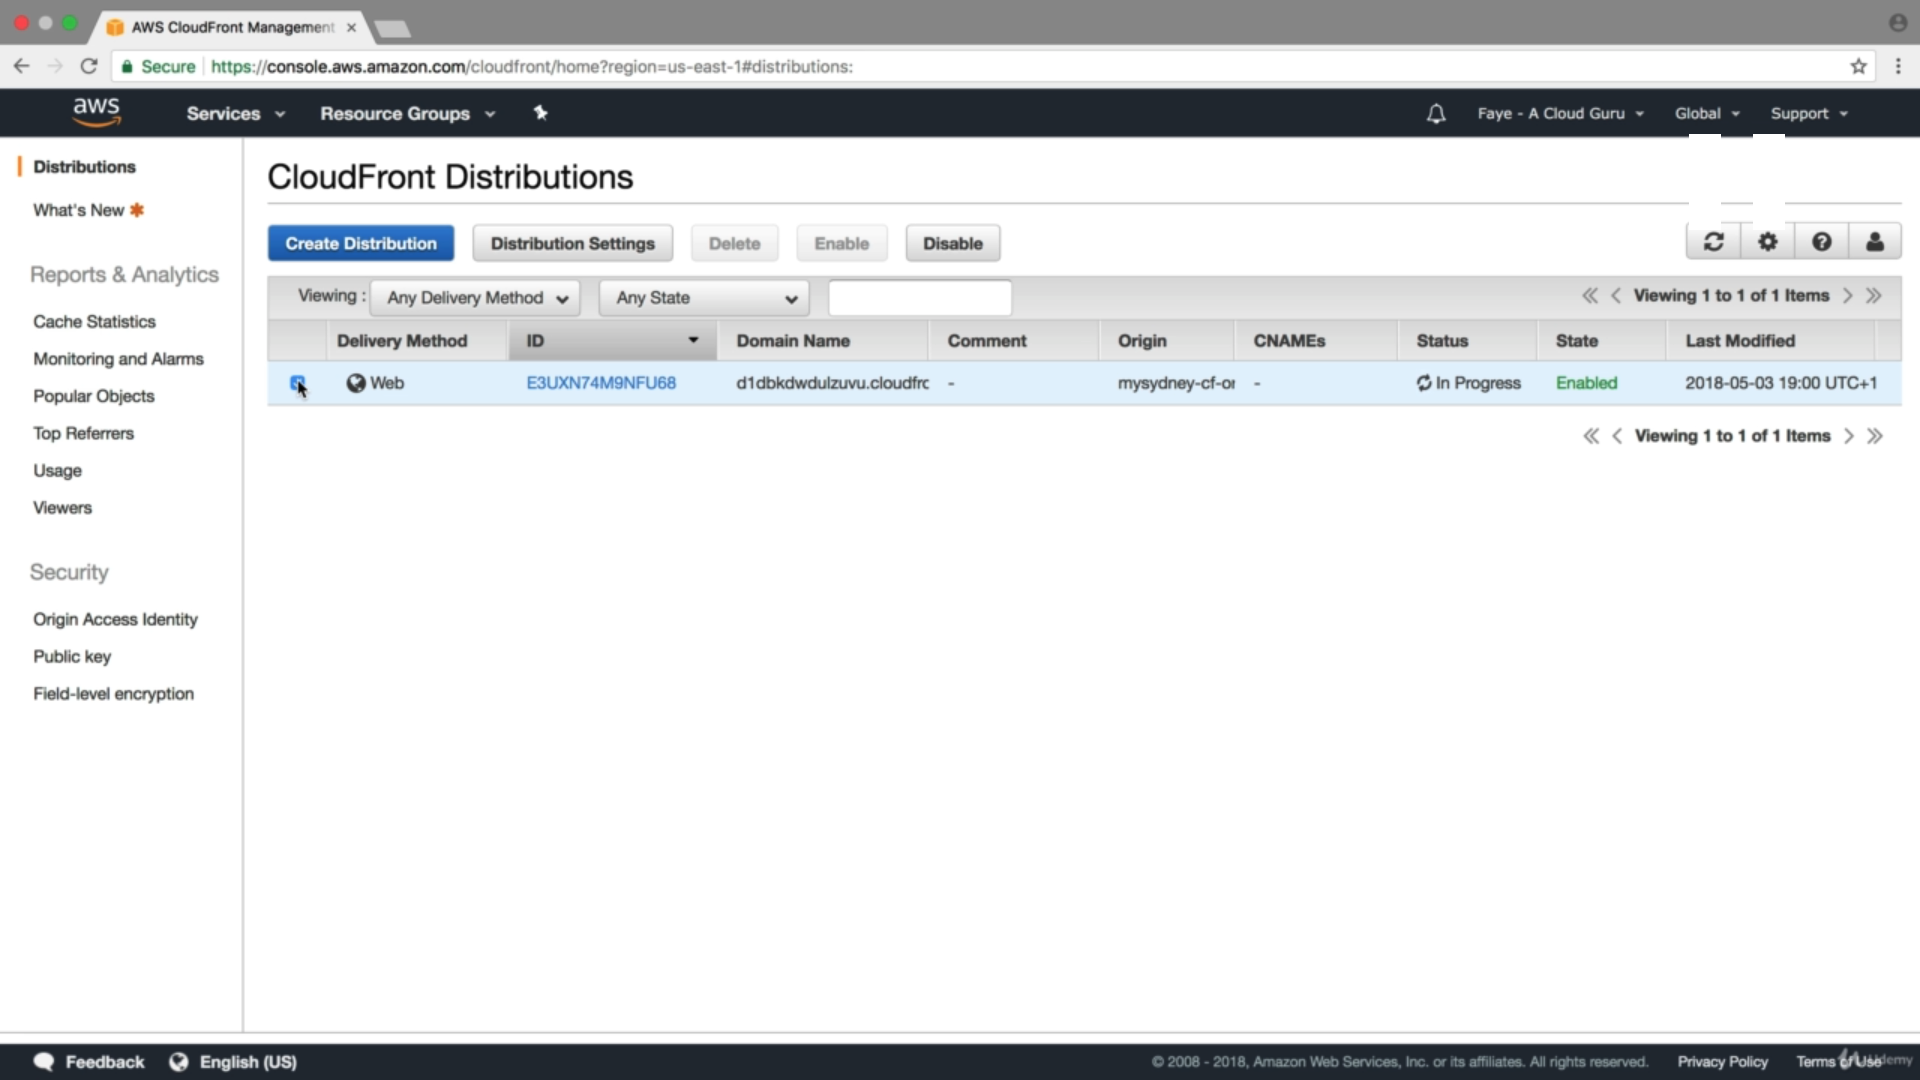 AWS CloudFront Management
Secure https://console.aws.amazon.com/cloudfront/home?region=us-east-1#distributions:
aws Services Resource Groups Faye - A Cloud Guru Global Support
Distributions
What's New
Reports & Analytics
Cache Statistics
Monitoring and Alarms
Popular Objects
Top Referrers
Usage
Viewers
Security
Origin Access Identity
Public key
Field-level encryption
CloudFront Distributions
Create Distribution Distribution Settings Delete Enable Disable
Viewing : Any Delivery Method Any State Viewing 1 to 1 of 1 Items
Delivery Method ID Domain Name Comment Origin CNAMEs Status State Last Modified
Web E3UXN74M9NFU68 d1dbkdwdulzuvu.cloudfrc - mysydney-cf-or - In Progress Enabled 2018-05-03 19:00 UTC+1
Viewing 1 to 1 of 1 Items
Feedback English (US) © 2008 - 2018, Amazon Web Services, Inc. or its affiliates. All rights reserved. Privacy Policy Terms of Use